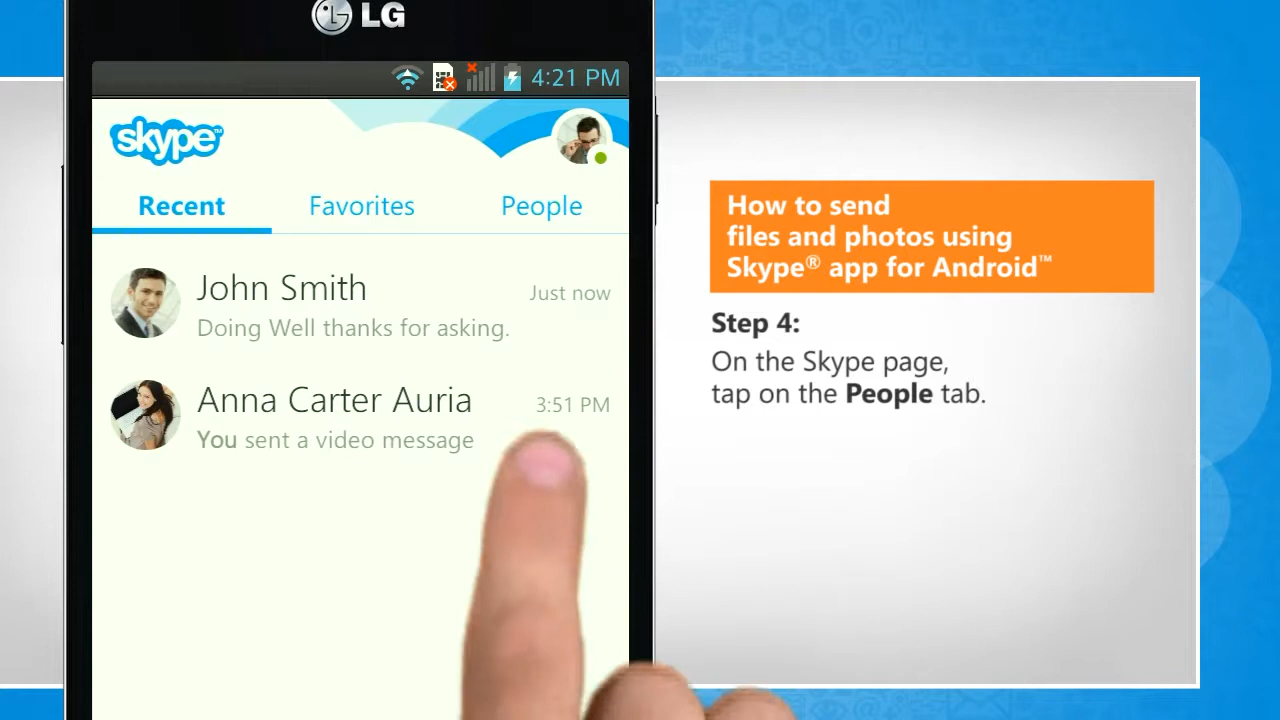 LG
4:21 PM
skype™
Recent Favorites People
John Smith Just now
Doing Well thanks for asking.
Anna Carter Auria 3:51 PM
You sent a video message
How to send
files and photos using
Skype® app for Android™
Step 4:
On the Skype page,
tap on the People tab.